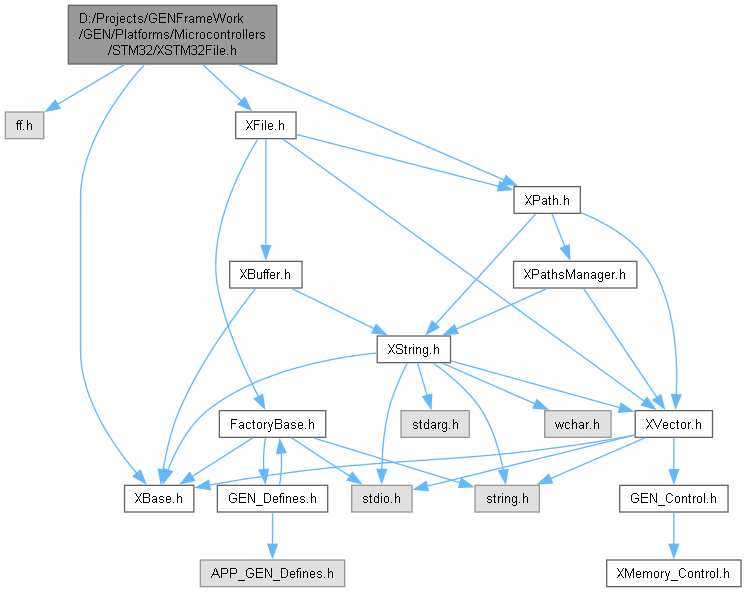 D:/Projects/GENFrameWork
/GEN/Platforms/Microcontrollers
/STM32/XSTM32File.h
ff.h
XFile.h
XPath.h
XBuffer.h
XPathsManager.h
XString.h
FactoryBase.h
stdarg.h
wchar.h
XVector.h
XBase.h
GEN_Defines.h
stdio.h
string.h
GEN_Control.h
APP_GEN_Defines.h
XMemory_Control.h